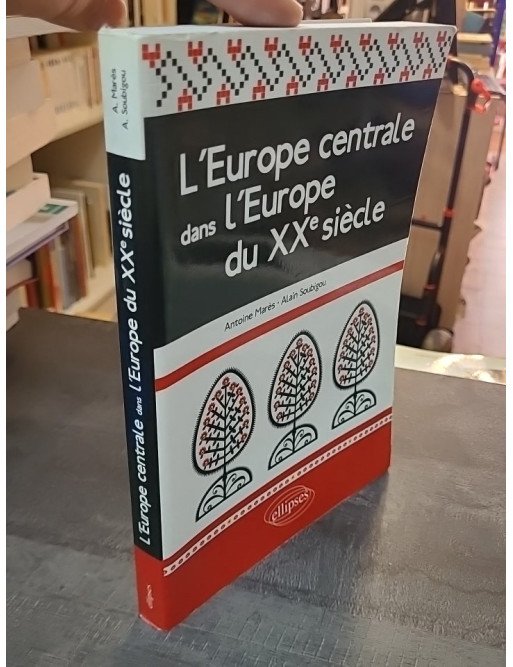 A. Marès
A. Soubigou
L'Europe centrale dans l'Europe du XXe siècle
ellipses
L'Europe centrale
dans l'Europe
du XXe siècle
Antoine Marès • Alain Soubigou
ellipses